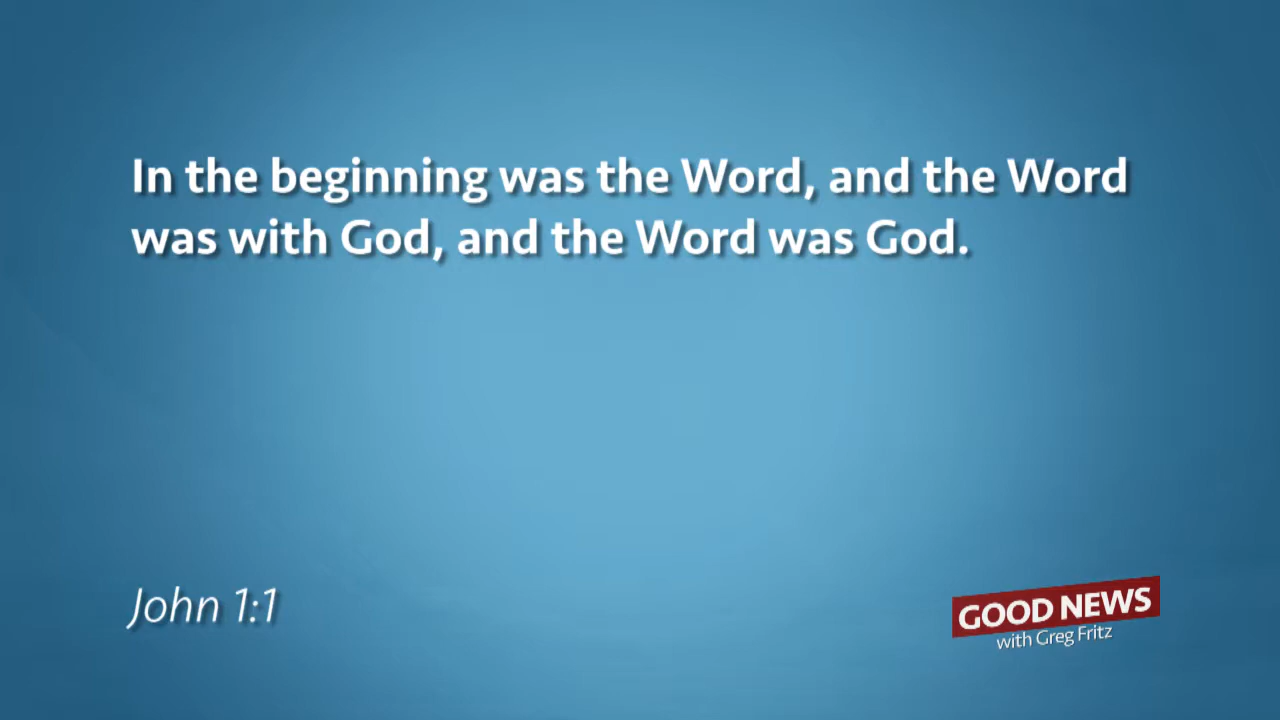 In the beginning was the Word, and the Word
was with God, and the Word was God.
John 1:1
GOOD NEWS
with Greg Fritz